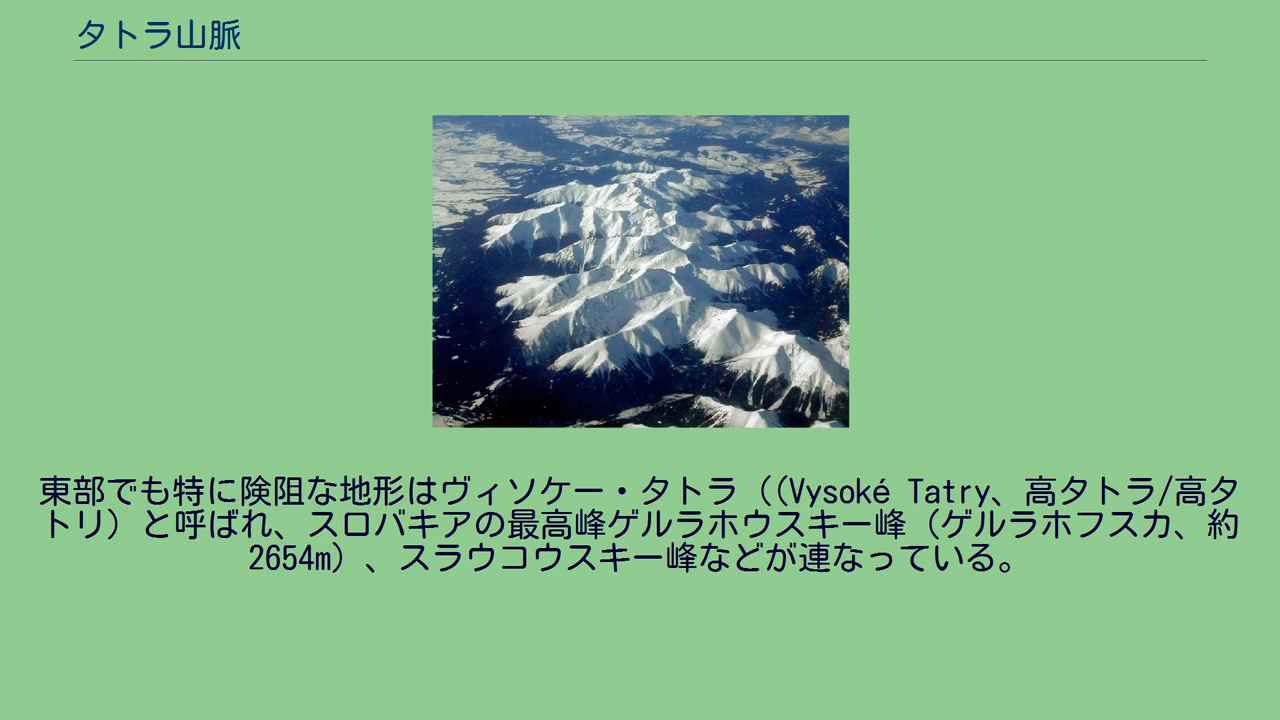 タトラ山脈
東部でも特に険阻な地形はヴィソケー・タトラ（(Vysoké Tatry、高タトラ/高タ
トリ）と呼ばれ、スロバキアの最高峰ゲルラホウスキー峰（ゲルラホフスカ、約
2654m）、スラウコウスキー峰などが連なっている。